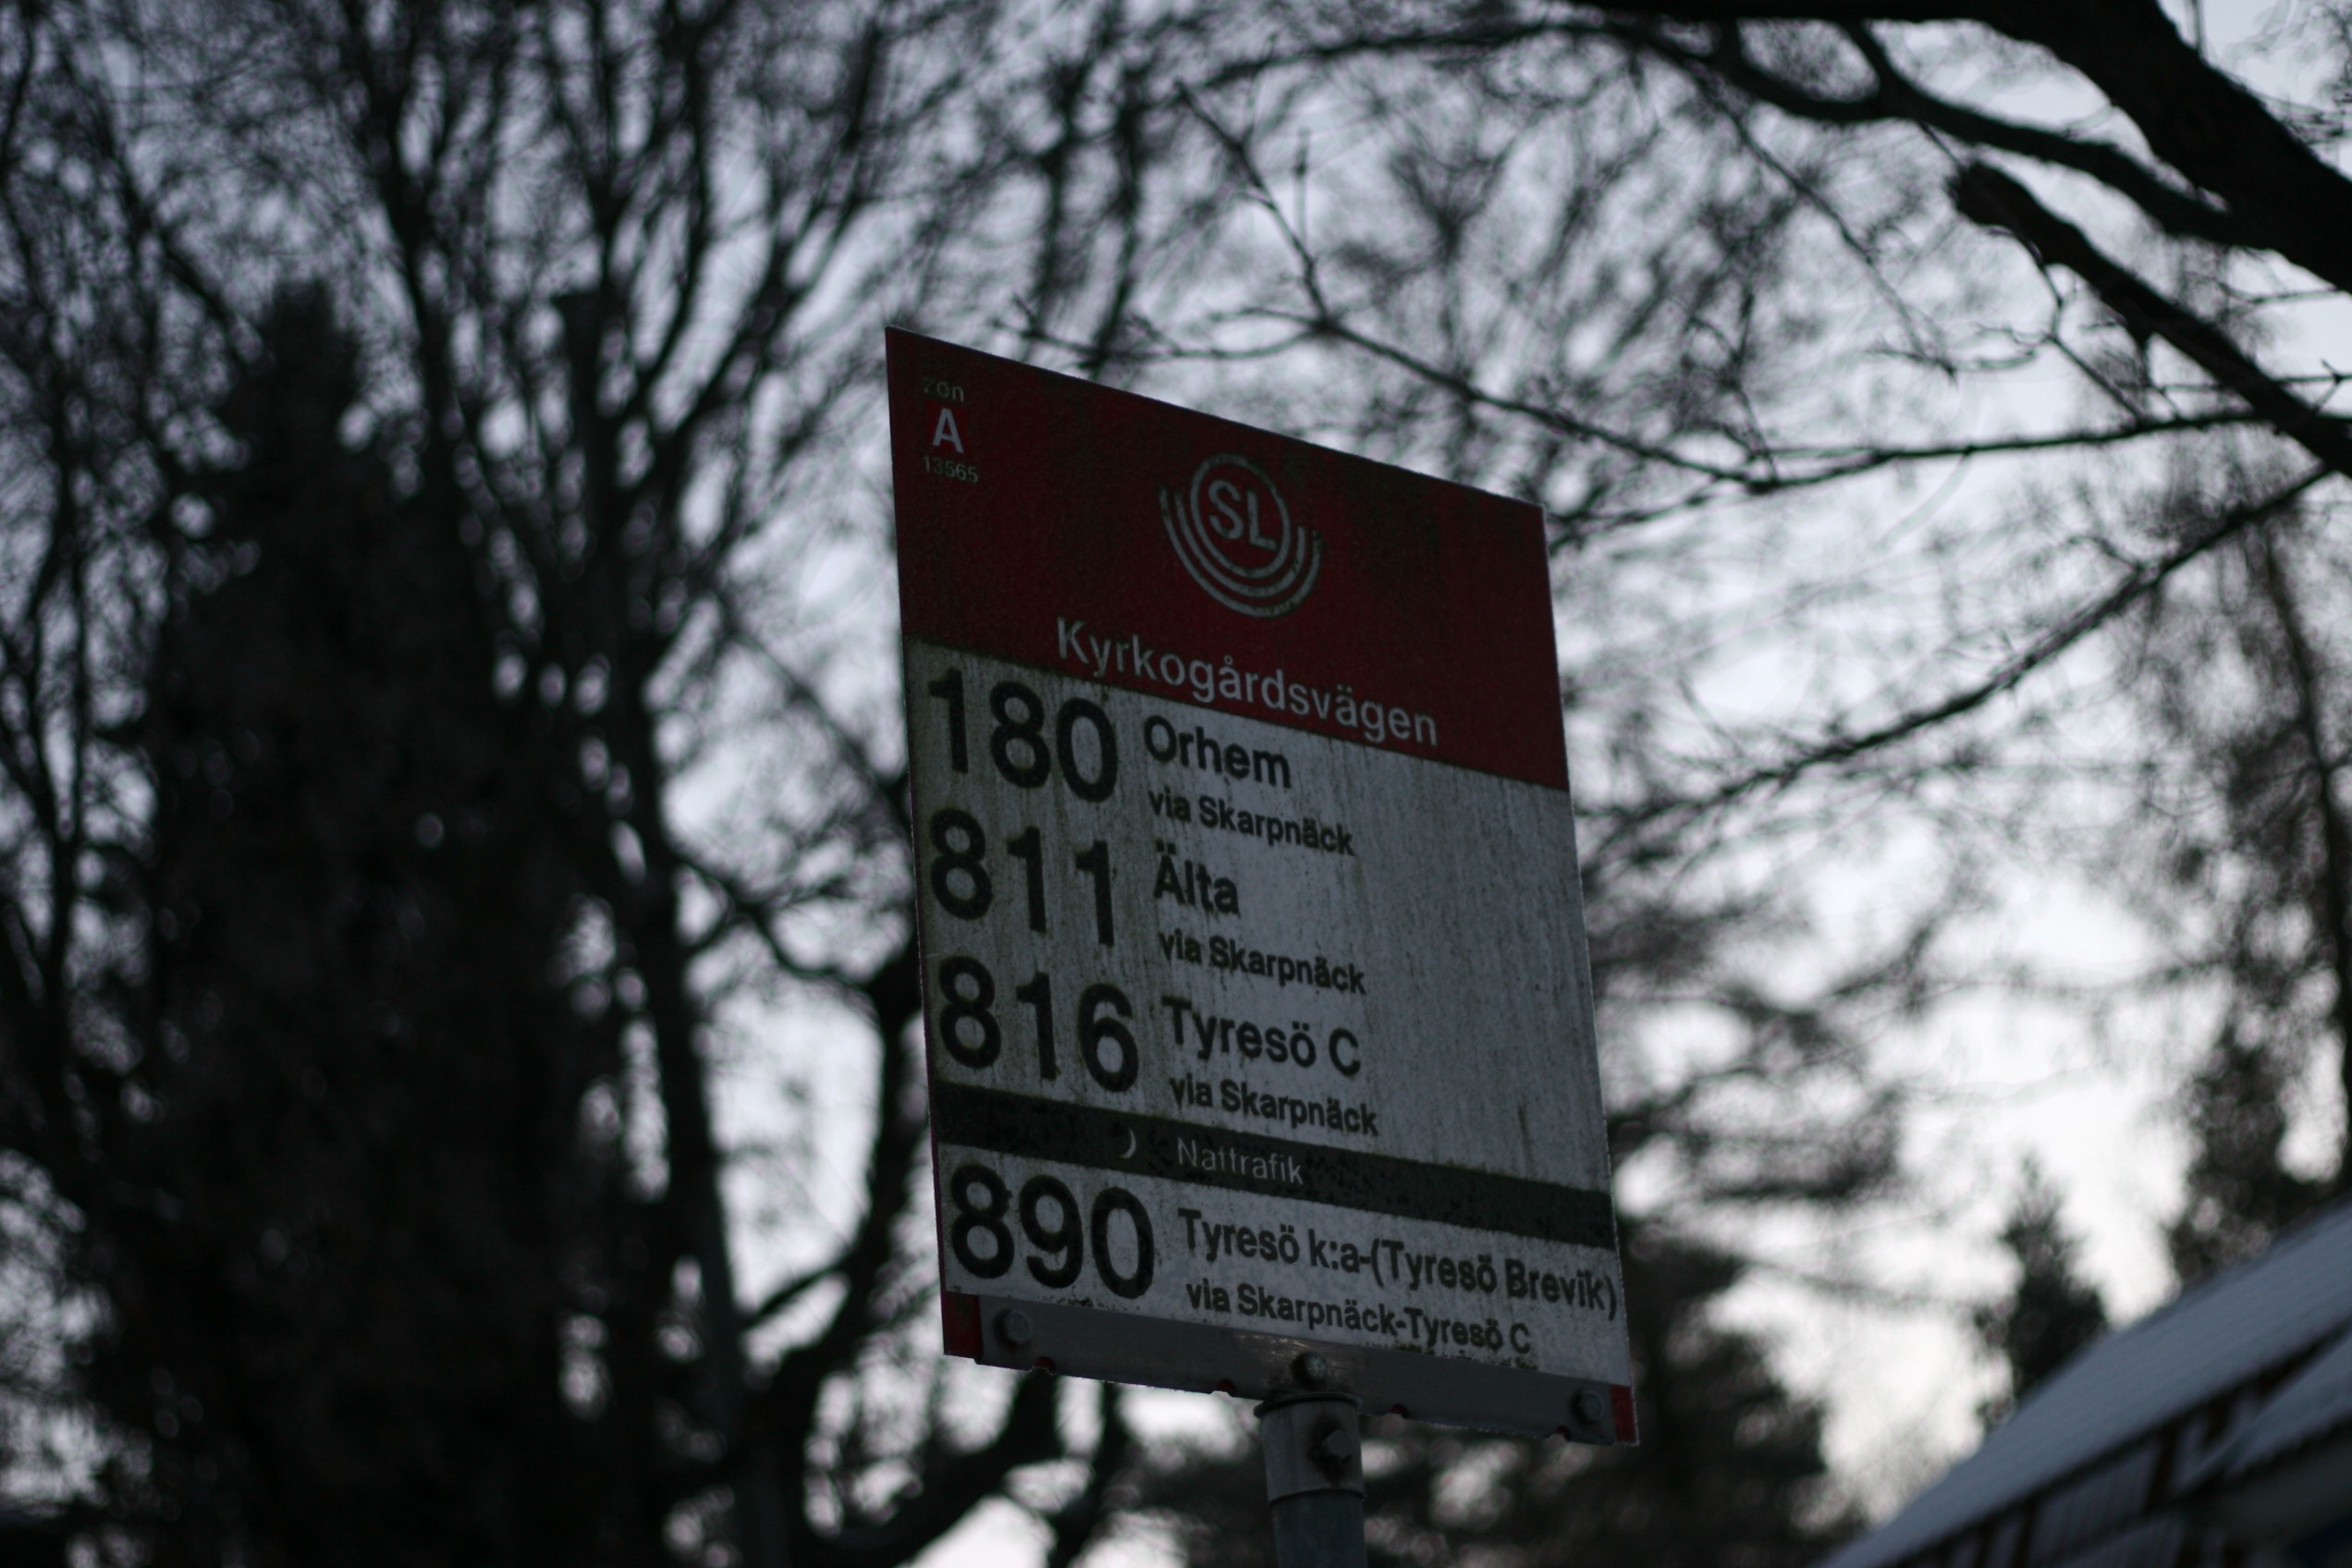 zon
A
13565
SL
Kyrkogårdsvägen
180 Orhem
via Skarpnäck
811 Älta
via Skarpnäck
816 Tyresö C
via Skarpnäck
Nattrafik
890 Tyresö k:a-(Tyresö Brevik)
via Skarpnäck-Tyresö C